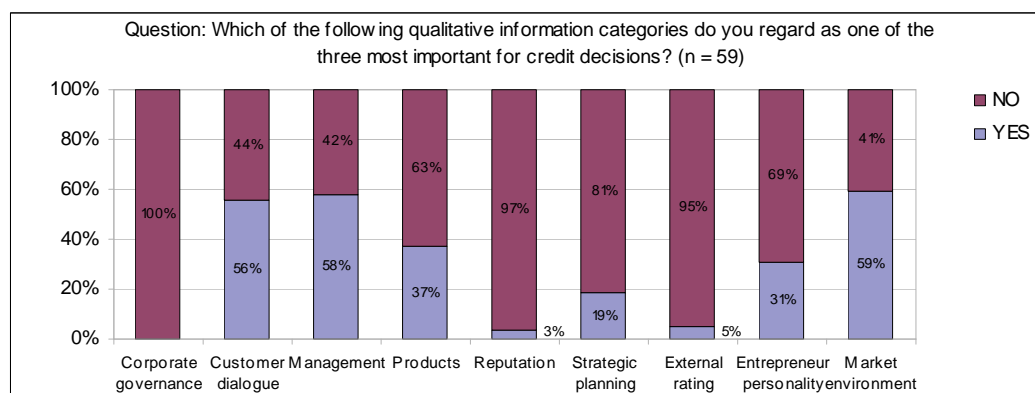 Question: Which of the following qualitative information categories do you regard as one of the
three most important for credit decisions? (n = 59)
100%
80%
60%
40%
20%
0%
100%
44%
56%
42%
58%
63%
37%
97%
3%
81%
19%
95%
5%
69%
31%
41%
59%
NO
YES
Corporate governance
Customer dialogue
Management
Products
Reputation
Strategic planning
External rating
Entrepreneur personality
Market environment